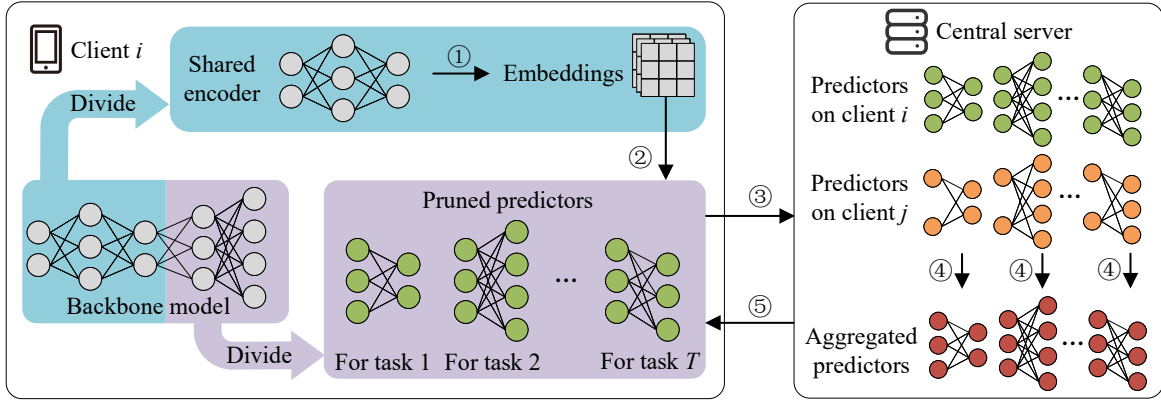 Client i
Shared
encoder
①
Embeddings
Divide
②
Backbone model
Divide
Pruned predictors
...
For task 1
For task 2
For task T
③
⑤
Central server
Predictors
on client i
...
Predictors
on client j
...
④
④
④
Aggregated
predictors
...